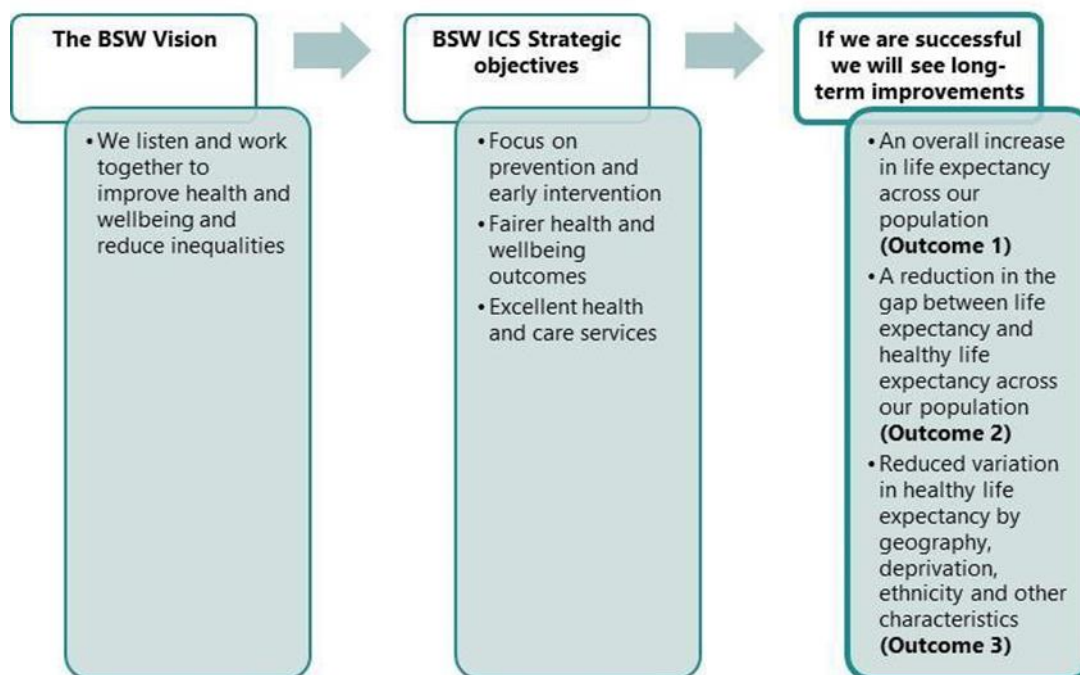 The BSW Vision
• We listen and work
together to
improve health and
wellbeing and
reduce inequalities
BSW ICS Strategic
objectives
• Focus on
prevention and
early intervention
• Fairer health and
wellbeing
outcomes
• Excellent health
and care services
If we are successful
we will see long-
term improvements
• An overall increase
in life expectancy
across our
population
(Outcome 1)
• A reduction in the
gap between life
expectancy and
healthy life
expectancy across
our population
(Outcome 2)
• Reduced variation
in healthy life
expectancy by
geography,
deprivation,
ethnicity and other
characteristics
(Outcome 3)